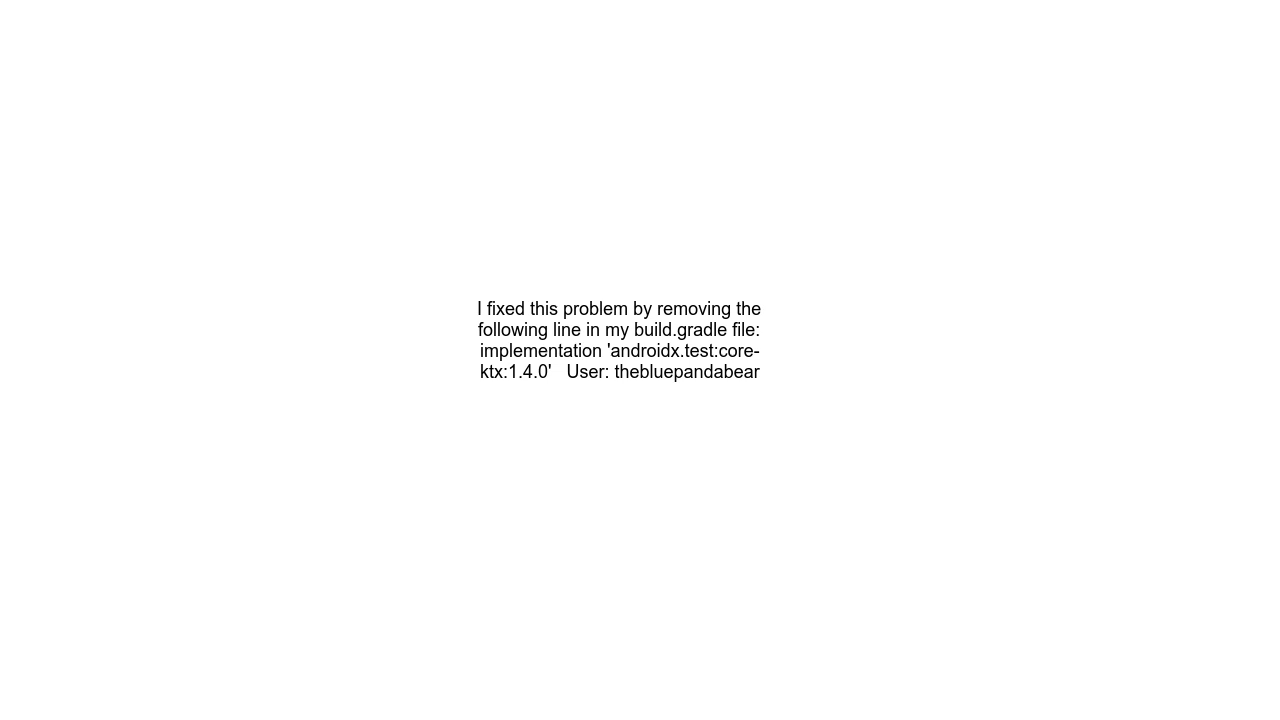 I fixed this problem by removing the
following line in my build.gradle file:
implementation 'androidx.test:core-
ktx:1.4.0'   User: thebluepandabear